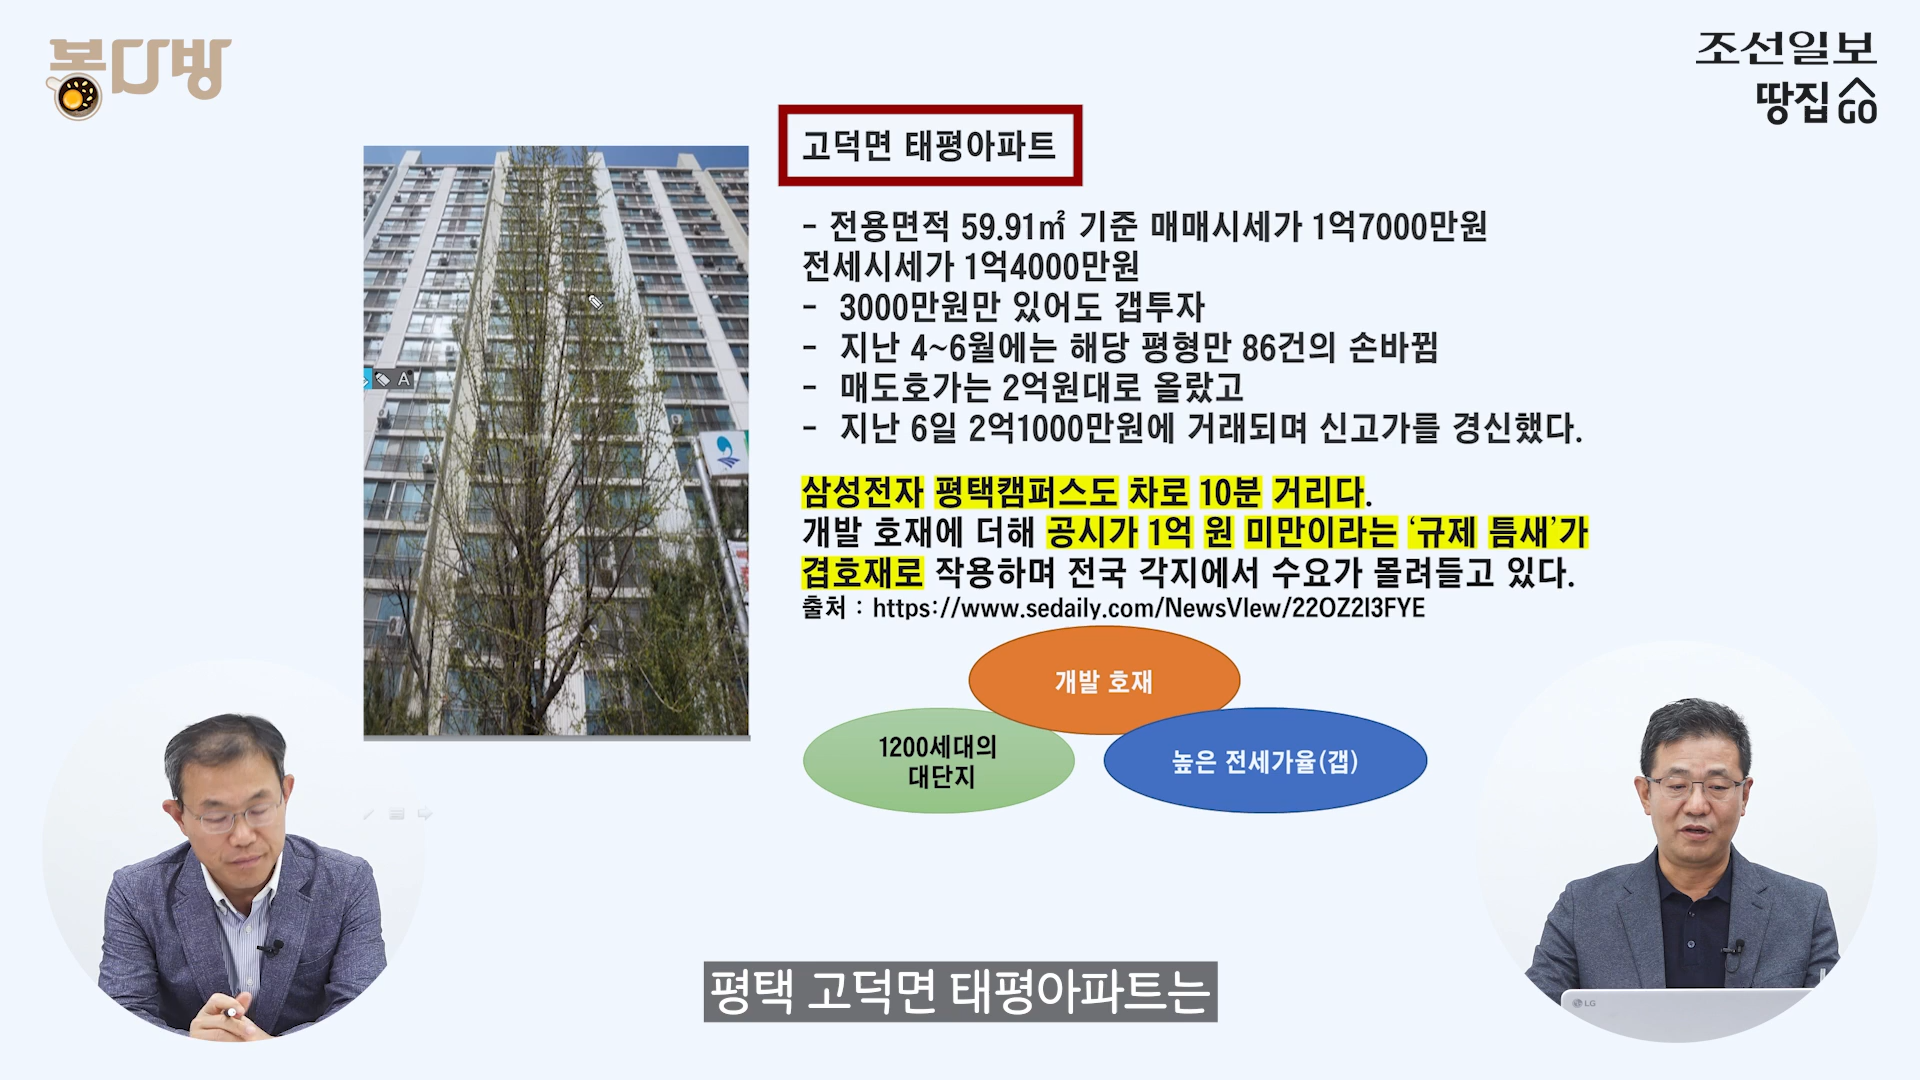 봉다방
조선일보
땅집GO
고덕면 태평아파트
- 전용면적 59.91㎡ 기준 매매시세가 1억7000만원
전세시세가 1억4000만원
- 3000만원만 있어도 갭투자
- 지난 4~6월에는 해당 평형만 86건의 손바뀜
- 매도호가는 2억원대로 올랐고
- 지난 6일 2억1000만원에 거래되며 신고가를 경신했다.
삼성전자 평택캠퍼스도 차로 10분 거리다.
개발 호재에 더해 공시가 1억 원 미만이라는 ‘규제 틈새’가
겹호재로 작용하며 전국 각지에서 수요가 몰려들고 있다.
출처 : https://www.sedaily.com/NewsVIew/22OZ2I3FYE
개발 호재
1200세대의
대단지
높은 전세가율(갭)
A
LG
평택 고덕면 태평아파트는